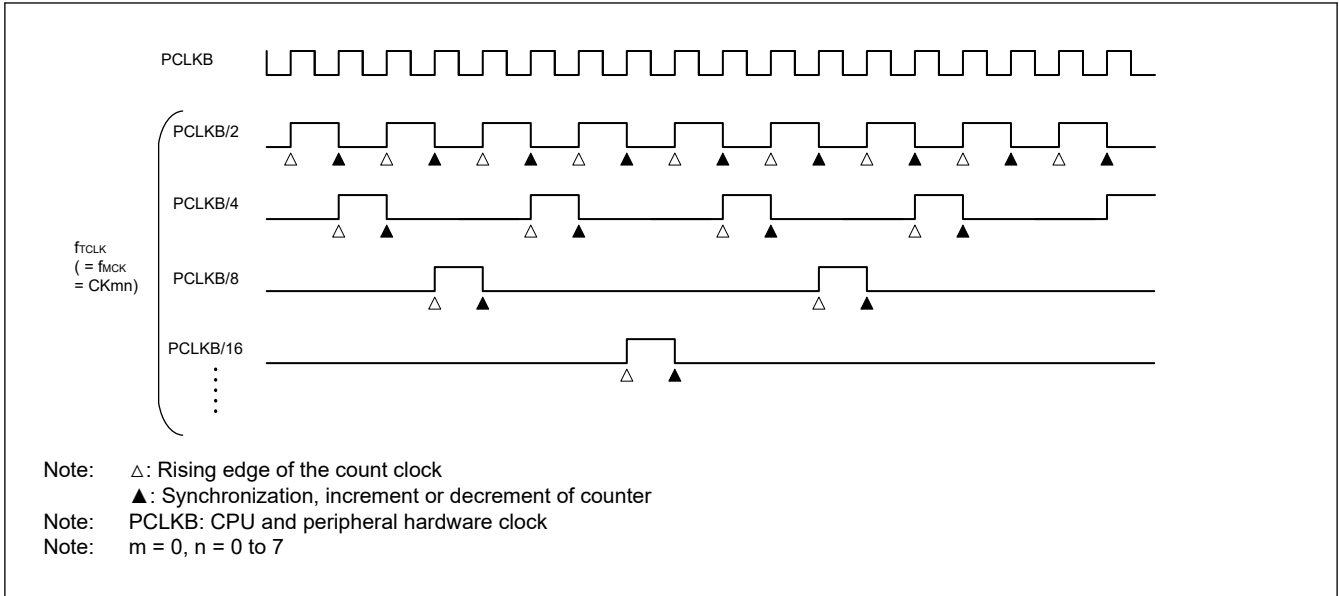 PCLKB
PCLKB/2
PCLKB/4
fTCLK
( = fMCK
= CKmn)
PCLKB/8
PCLKB/16
Note: △: Rising edge of the count clock
▲: Synchronization, increment or decrement of counter
Note: PCLKB: CPU and peripheral hardware clock
Note: m = 0, n = 0 to 7